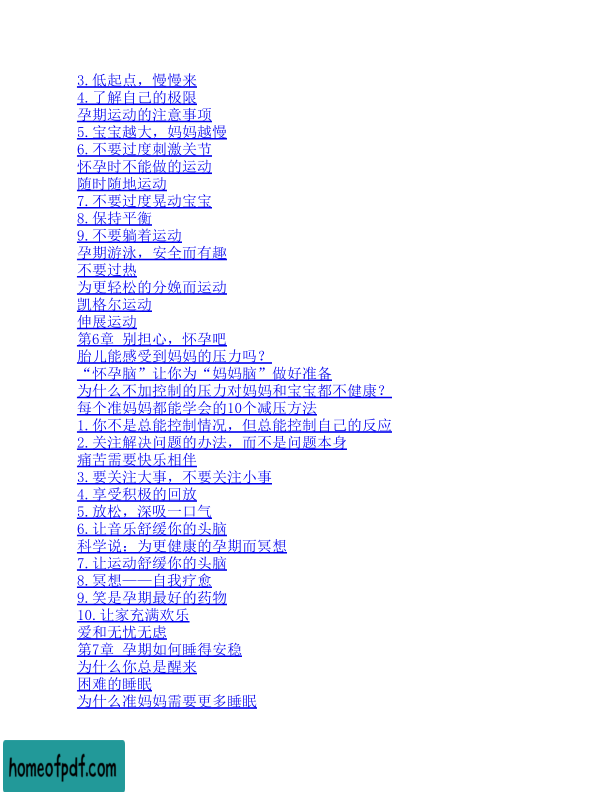 3.低起点，慢慢来
4.了解自己的极限
孕期运动的注意事项
5.宝宝越大，妈妈越慢
6.不要过度刺激关节
怀孕时不能做的运动
随时随地运动
7.不要过度晃动宝宝
8.保持平衡
9.不要躺着运动
孕期游泳，安全而有趣
不要过热
为更轻松的分娩而运动
凯格尔运动
伸展运动
第6章 别担心，怀孕吧
胎儿能感受到妈妈的压力吗？
“怀孕脑”让你为“妈妈脑”做好准备
为什么不加控制的压力对妈妈和宝宝都不健康？
每个准妈妈都能学会的10个减压方法
1.你不是总能控制情况，但总能控制自己的反应
2.关注解决问题的办法，而不是问题本身
痛苦需要快乐相伴
3.要关注大事，不要关注小事
4.享受积极的回放
5.放松，深吸一口气
6.让音乐舒缓你的头脑
科学说：为更健康的孕期而冥想
7.让运动舒缓你的头脑
8.冥想——自我疗愈
9.笑是孕期最好的药物
10.让家充满欢乐
爱和无忧无虑
第7章 孕期如何睡得安稳
为什么你总是醒来
困难的睡眠
为什么准妈妈需要更多睡眠
homeofpdf.com